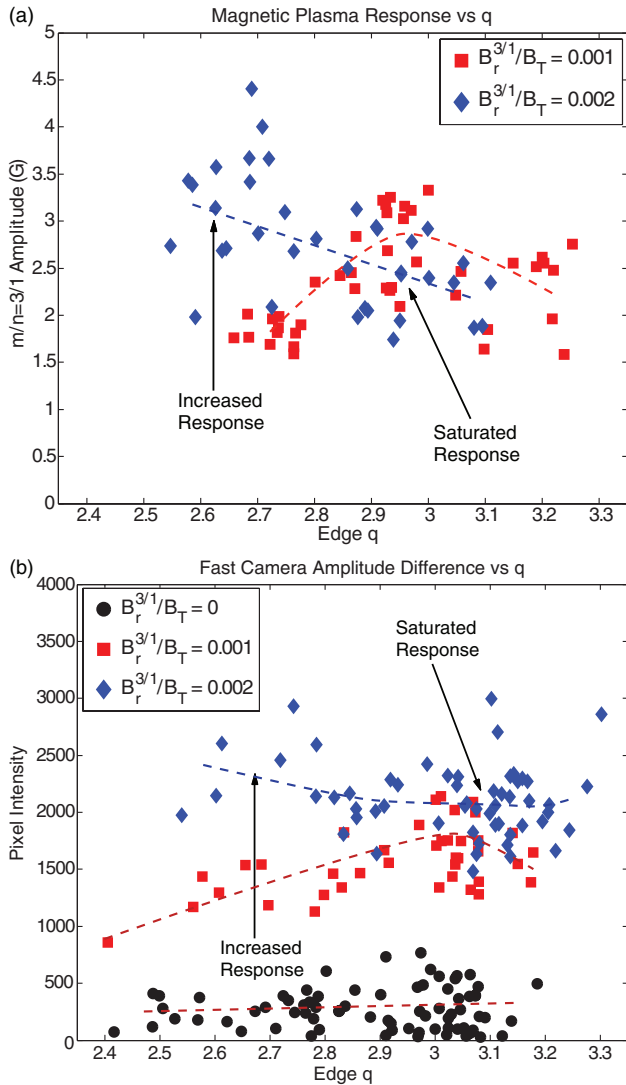 (a)
Magnetic Plasma Response vs q
5
4.5
4
3.5
3
2.5
2
1.5
1
0.5
0
m/n=3/1 Amplitude (G)
B_r^{3/1}/B_T = 0.001
B_r^{3/1}/B_T = 0.002
Increased
Response
Saturated
Response
2.4 2.5 2.6 2.7 2.8 2.9 3 3.1 3.2 3.3
Edge q
(b)
Fast Camera Amplitude Difference vs q
4000
3500
3000
2500
2000
1500
1000
500
0
Pixel Intensity
B_r^{3/1}/B_T = 0
B_r^{3/1}/B_T = 0.001
B_r^{3/1}/B_T = 0.002
Saturated
Response
Increased
Response
2.4 2.5 2.6 2.7 2.8 2.9 3 3.1 3.2 3.3
Edge q